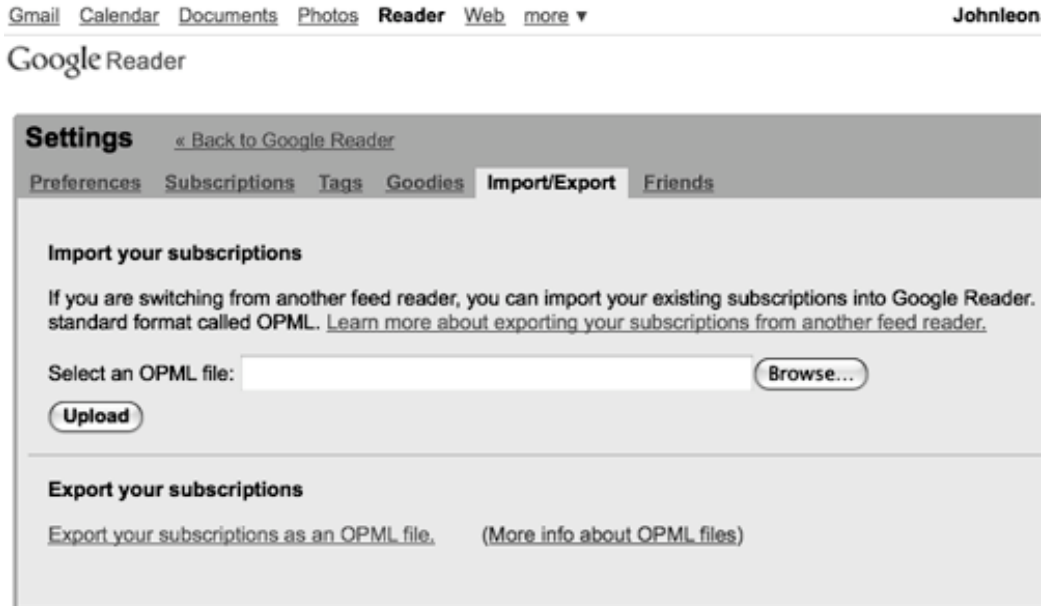 Gmail Calendar Documents Photos Reader Web more ▼ Johnleon
Google Reader
Settings « Back to Google Reader
Preferences Subscriptions Tags Goodies Import/Export Friends
Import your subscriptions
If you are switching from another feed reader, you can import your existing subscriptions into Google Reader.
standard format called OPML. Learn more about exporting your subscriptions from another feed reader.
Select an OPML file: Browse...
Upload
Export your subscriptions
Export your subscriptions as an OPML file. (More info about OPML files)